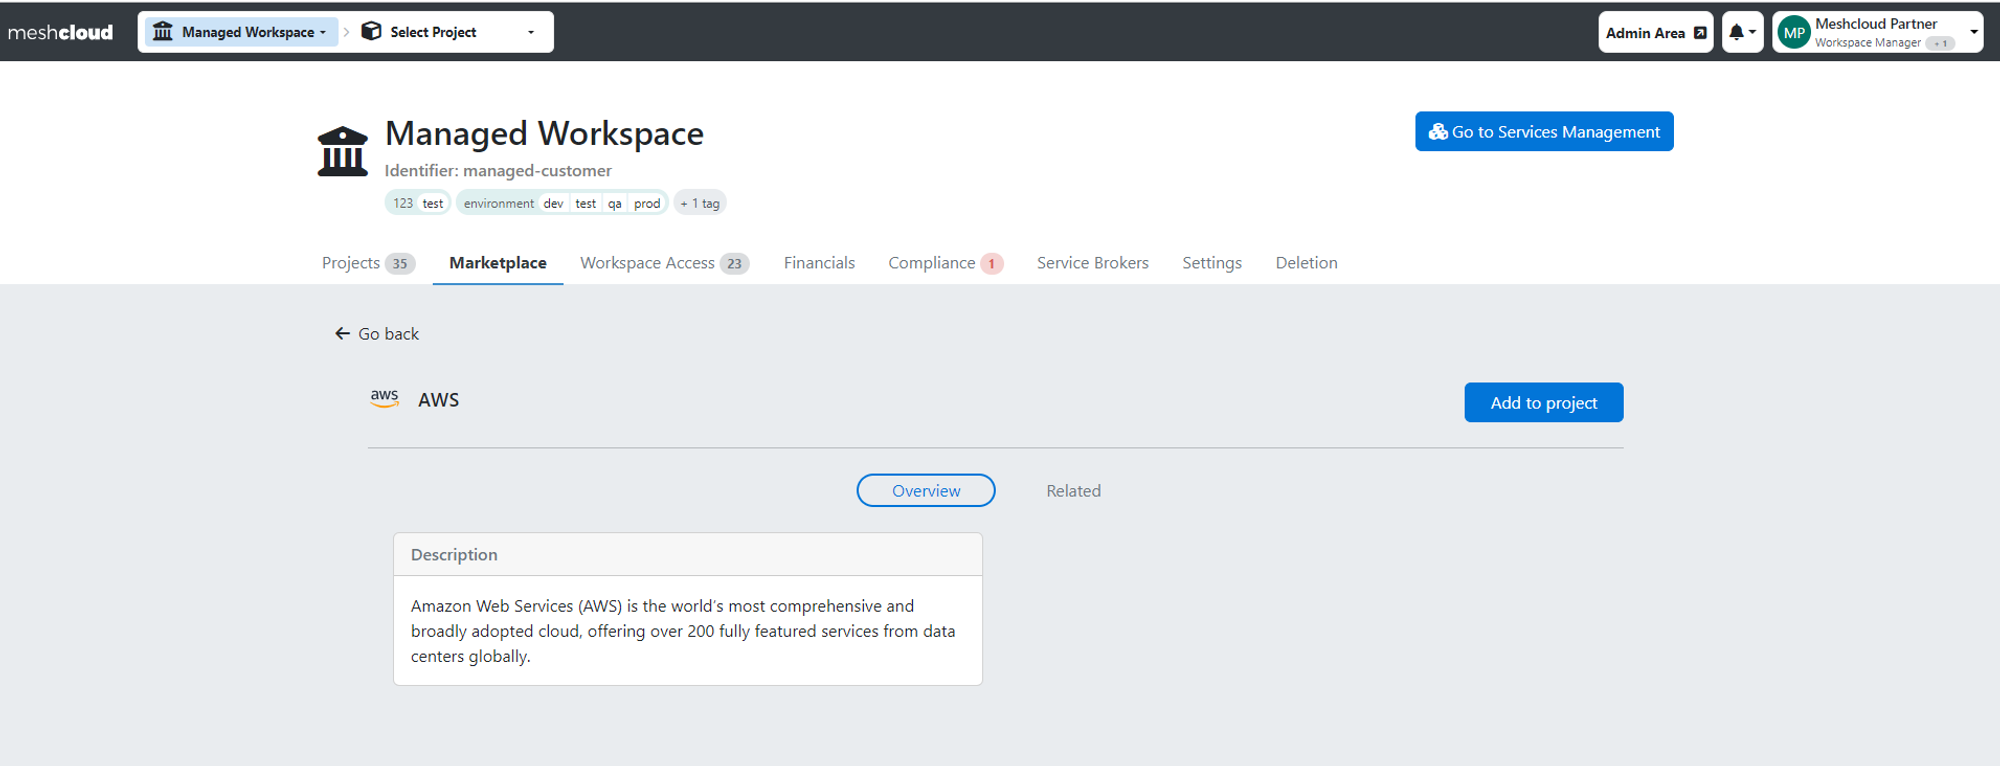 meshcloud
Managed Workspace
Select Project
Admin Area
MP
Meshcloud Partner
Workspace Manager + 1
Managed Workspace
Go to Services Management
Identifier: managed-customer
123 test environment dev test qa prod + 1 tag
Projects 35 Marketplace Workspace Access 23 Financials Compliance 1 Service Brokers Settings Deletion
Go back
aws AWS
Add to project
Overview Related
Description
Amazon Web Services (AWS) is the world's most comprehensive and
broadly adopted cloud, offering over 200 fully featured services from data
centers globally.